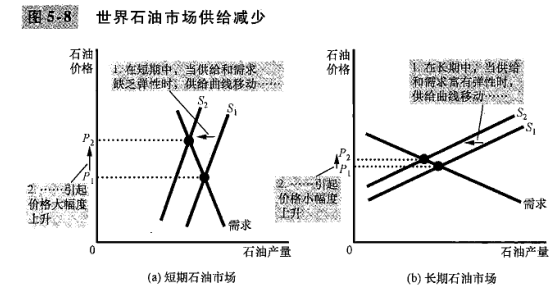 图 5-8 世界石油市场供给减少
石油
价格
1. 在短期中，当供给和需求
缺乏弹性时，供给曲线移动……
S₂
S₁
P₂
P₁
2. ……引起
价格大幅度
上升
需求
0
石油产量
(a) 短期石油市场
石油
价格
1. 在长期中，当供给
和需求富有弹性时，
供给曲线移动……
S₂
S₁
P₂
P₁
2. ……引起
价格小幅度
上升
需求
0
石油产量
(b) 长期石油市场